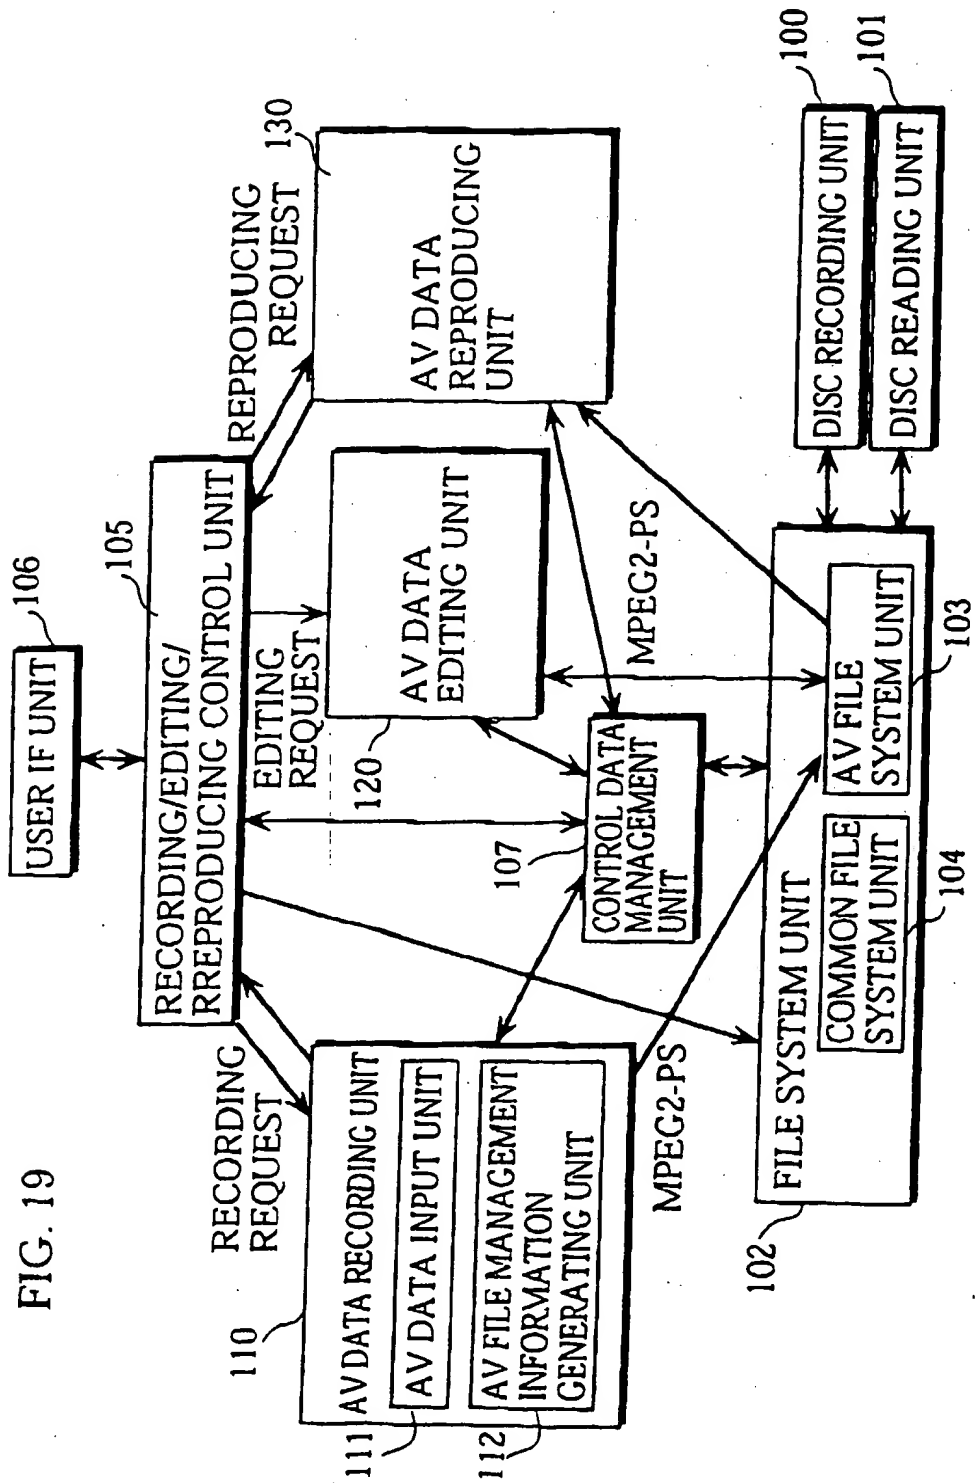 FIG. 19
USER IF UNIT
106
RECORDING/EDITING/
RREPRODUCING CONTROL UNIT
105
RECORDING
REQUEST
EDITING
REQUEST
REPRODUCING
REQUEST
110
AV DATA RECORDING UNIT
111
AV DATA INPUT UNIT
112
AV FILE MANAGEMENT
INFORMATION
GENERATING UNIT
120
AV DATA
EDITING UNIT
130
AV DATA
REPRODUCING
UNIT
107
CONTROL DATA
MANAGEMENT
UNIT
MPEG2-PS
MPEG2-PS
102
FILE SYSTEM UNIT
COMMON FILE
SYSTEM UNIT
104
AV FILE
SYSTEM UNIT
103
DISC RECORDING UNIT
100
DISC READING UNIT
101